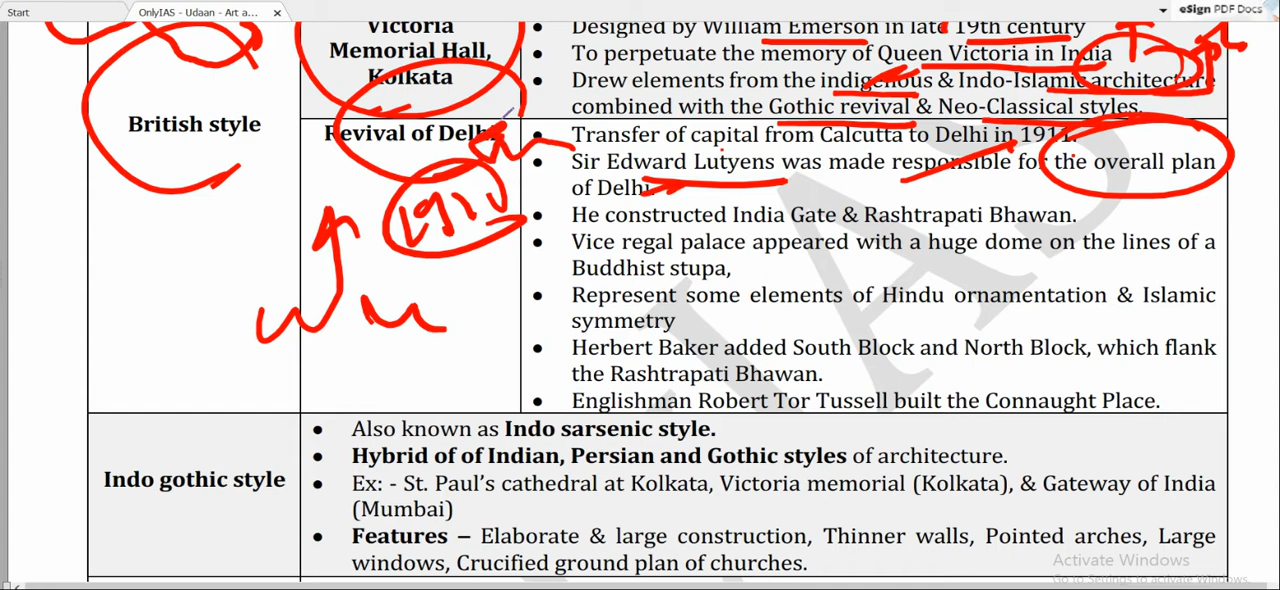 Start
OnlyIAS - Udaan - Art a...
eSign PDF Docs
Victoria Memorial Hall, Kolkata
Designed by William Emerson in late 19th century
• To perpetuate the memory of Queen Victoria in India
• Drew elements from the indigenous & Indo-Islamic architecture
combined with the Gothic revival & Neo-Classical styles.
British style
Revival of Delhi
• Transfer of capital from Calcutta to Delhi in 1911.
• Sir Edward Lutyens was made responsible for the overall plan
of Delhi.
• He constructed India Gate & Rashtrapati Bhawan.
• Vice regal palace appeared with a huge dome on the lines of a
Buddhist stupa,
• Represent some elements of Hindu ornamentation & Islamic
symmetry
• Herbert Baker added South Block and North Block, which flank
the Rashtrapati Bhawan.
• Englishman Robert Tor Tussell built the Connaught Place.
Indo gothic style
• Also known as Indo sarsenic style.
• Hybrid of of Indian, Persian and Gothic styles of architecture.
• Ex: - St. Paul's cathedral at Kolkata, Victoria memorial (Kolkata), & Gateway of India
(Mumbai)
• Features – Elaborate & large construction, Thinner walls, Pointed arches, Large
windows, Crucified ground plan of churches.
Activate Windows
Go to Settings to activate Windows.